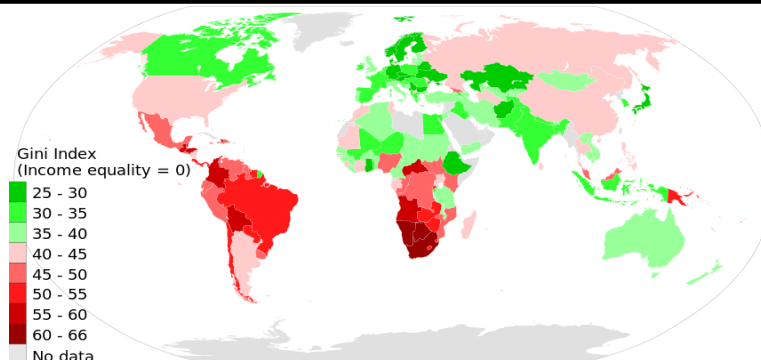 Gini Index
(Income equality = 0)
25 - 30
30 - 35
35 - 40
40 - 45
45 - 50
50 - 55
55 - 60
60 - 66
No data